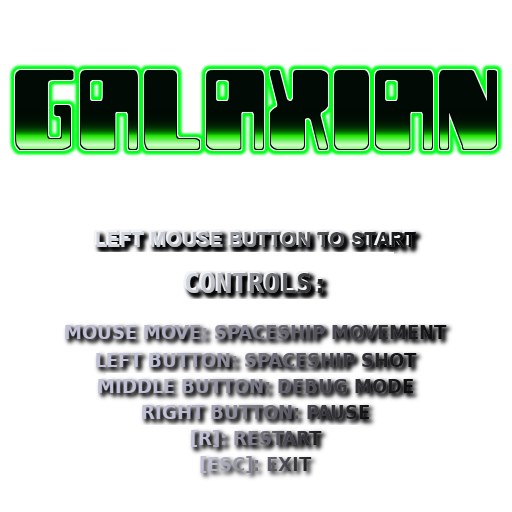 GALAXIAN
LEFT MOUSE BUTTON TO START
CONTROLS:
MOUSE MOVE: SPACESHIP MOVEMENT
LEFT BUTTON: SPACESHIP SHOT
MIDDLE BUTTON: DEBUG MODE
RIGHT BUTTON: PAUSE
[R]: RESTART
[ESC]: EXIT